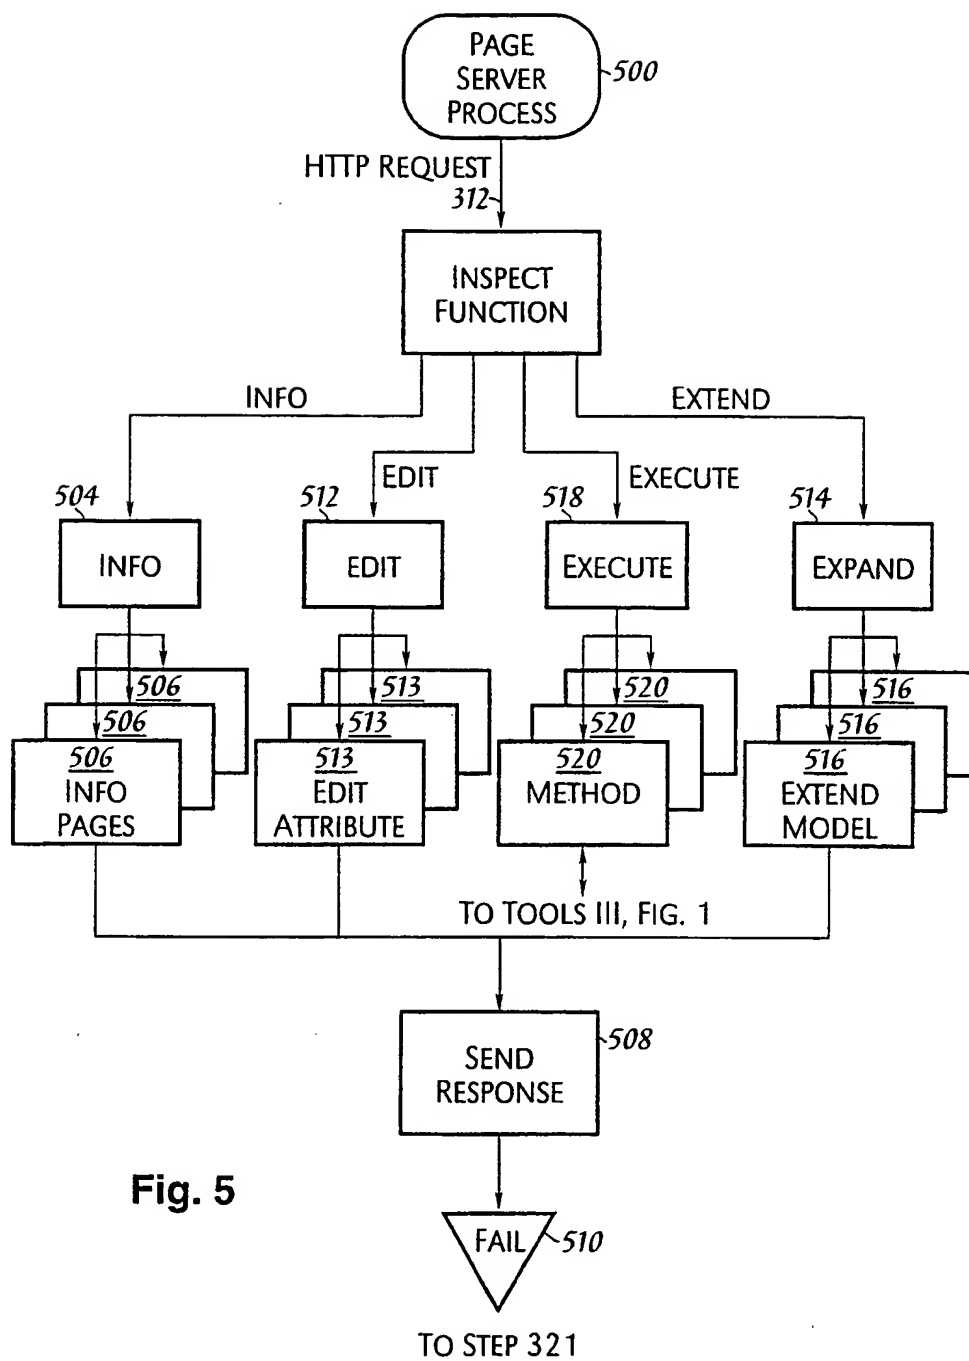 PAGE
SERVER
PROCESS
500
HTTP REQUEST
312
INSPECT
FUNCTION
INFO
EXTEND
EDIT
EXECUTE
504
512
518
514
INFO
EDIT
EXECUTE
EXPAND
506
513
520
516
506
513
520
516
506
513
520
516
INFO
PAGES
EDIT
ATTRIBUTE
METHOD
EXTEND
MODEL
TO TOOLS III, FIG. 1
SEND
RESPONSE
508
Fig. 5
FAIL
510
TO STEP 321